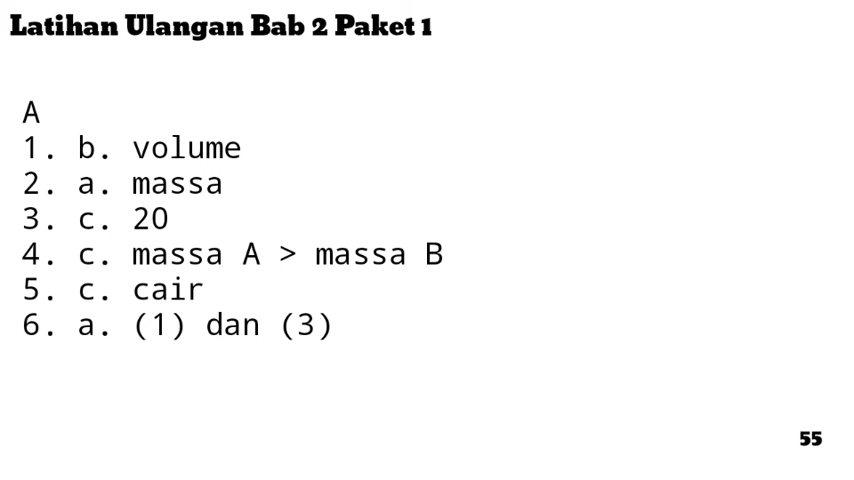 Latihan Ulangan Bab 2 Paket 1
A
1. b. volume
2. a. massa
3. c. 20
4. c. massa A > massa B
5. c. cair
6. a. (1) dan (3)
55